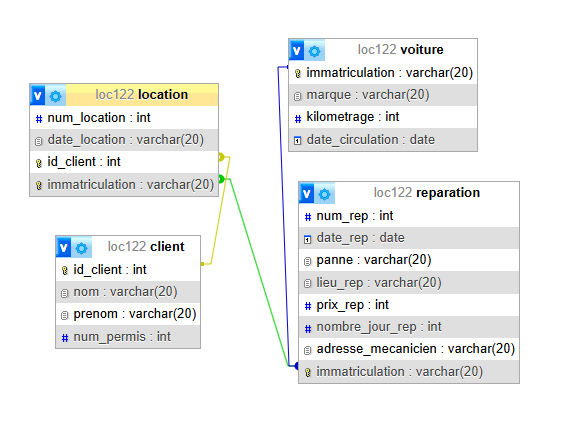 loc122 voiture
immatriculation : varchar(20)
marque : varchar(20)
kilometrage : int
date_circulation : date
loc122 location
num_location : int
date_location : varchar(20)
id_client : int
immatriculation : varchar(20)
loc122 reparation
num_rep : int
date_rep : date
panne : varchar(20)
lieu_rep : varchar(20)
prix_rep : int
nombre_jour_rep : int
adresse_mecanicien : varchar(20)
immatriculation : varchar(20)
loc122 client
id_client : int
nom : varchar(20)
prenom : varchar(20)
num_permis : int